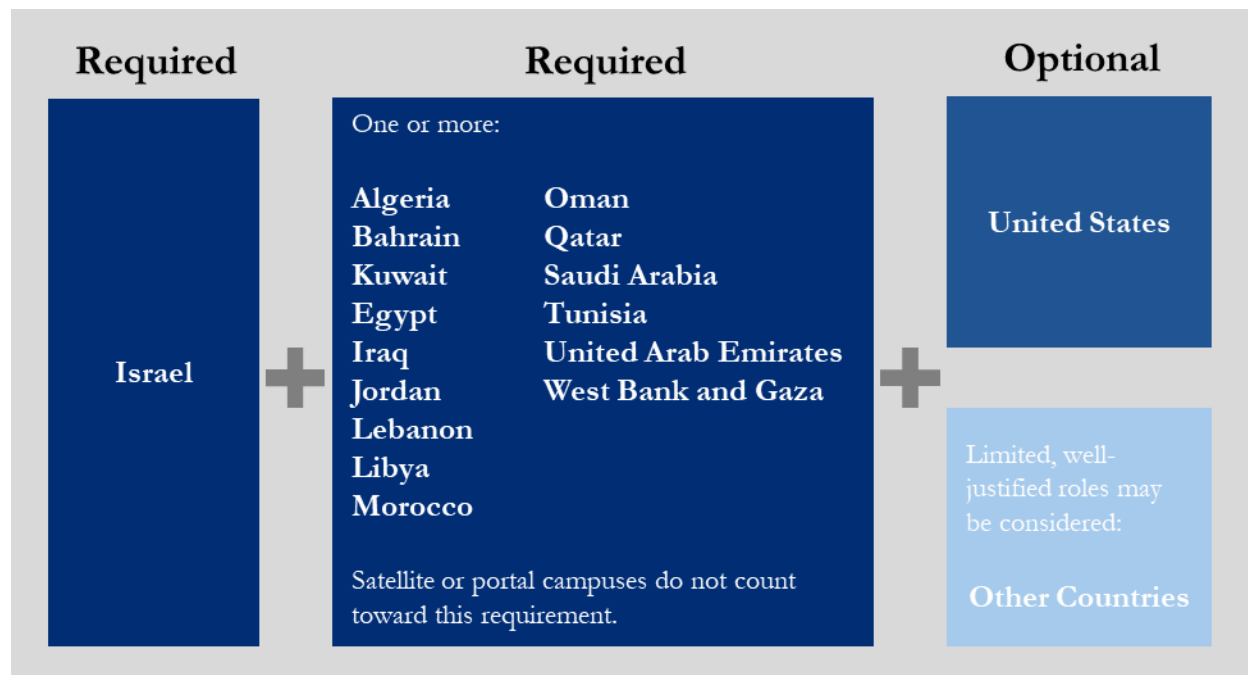 Required
Israel
Required
One or more:
Algeria
Bahrain
Kuwait
Egypt
Iraq
Jordan
Lebanon
Libya
Morocco
Oman
Qatar
Saudi Arabia
Tunisia
United Arab Emirates
West Bank and Gaza
Satellite or portal campuses do not count
toward this requirement.
Optional
United States
Limited, well-
justified roles may
be considered:
Other Countries